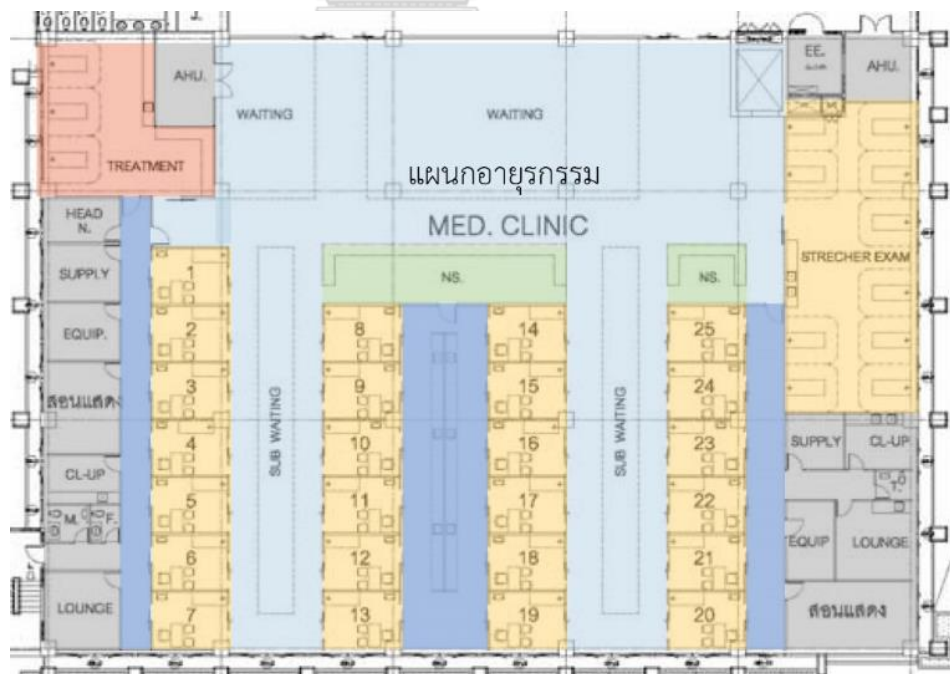 EE.
AHU.
AHU.
WAITING
WAITING
TREATMENT
แผนกอายุรกรรม
MED. CLINIC
HEAD
N.
STRECHER EXAM
SUPPLY
1
NS.
NS.
EQUIP.
2
8
14
25
สอนแสดง
3
9
15
24
SUB WAITING
SUB WAITING
4
10
16
23
SUPPLY
CL-UP
CL-UP
5
11
17
22
T.
M.
F.
6
12
18
21
EQUIP
LOUNGE
LOUNGE
7
13
19
20
สอนแสดง